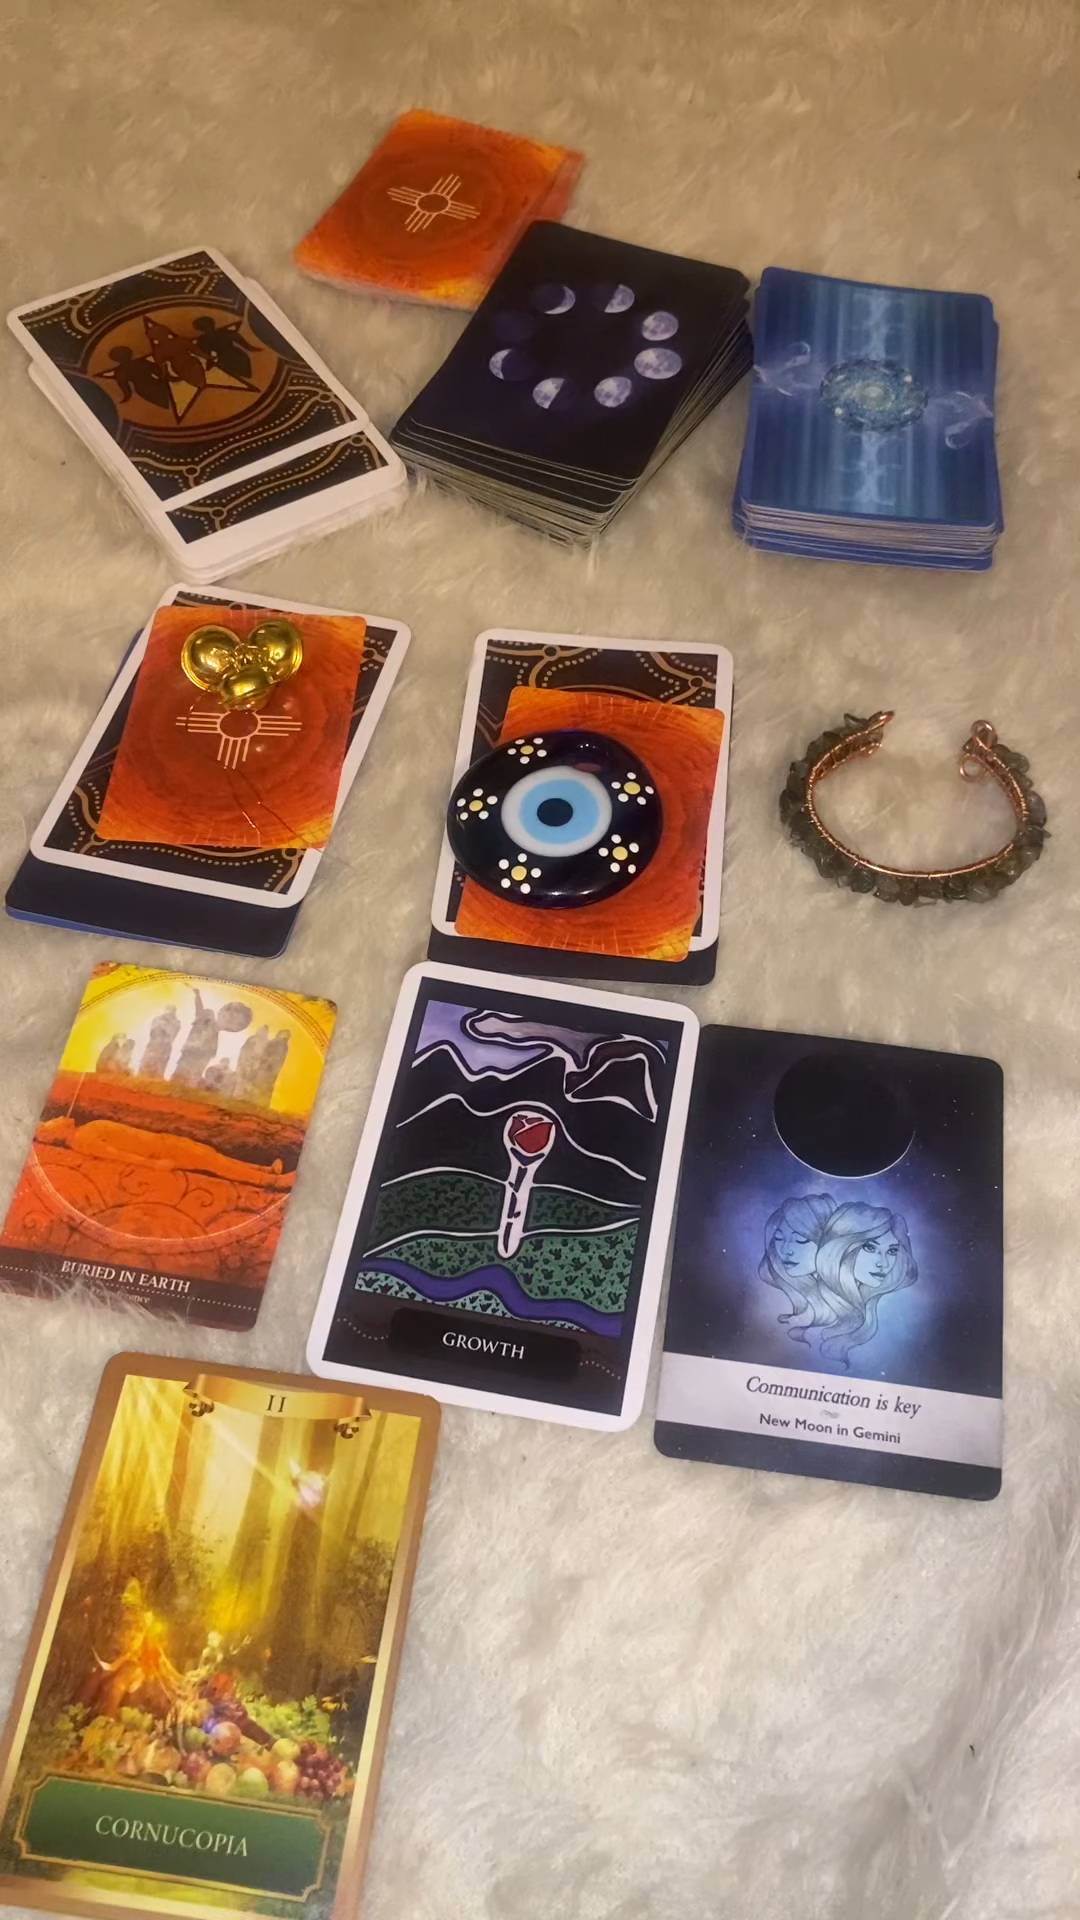 BURIED IN EARTH
GROWTH
Communication is key
New Moon in Gemini
II
CORNUCOPIA